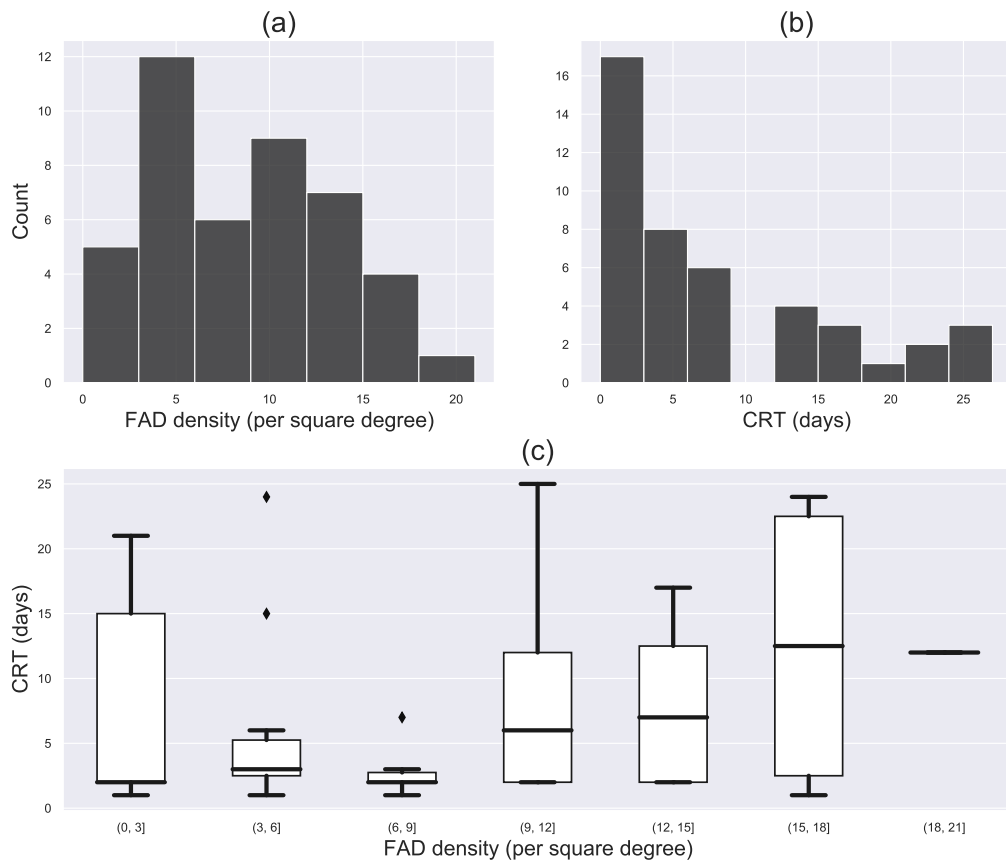 (a)
12
10
8
6
4
2
0
Count
0 5 10 15 20
FAD density (per square degree)
(b)
16
14
12
10
8
6
4
2
0
0 5 10 15 20 25
CRT (days)
(c)
25
20
15
10
5
0
CRT (days)
(0, 3] (3, 6] (6, 9] (9, 12] (12, 15] (15, 18] (18, 21]
FAD density (per square degree)